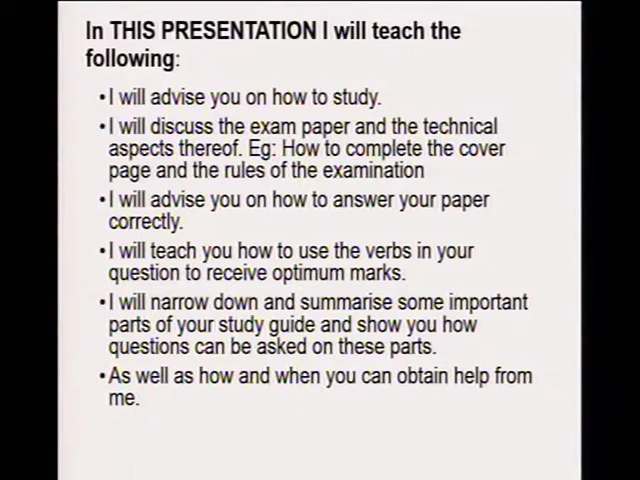 In THIS PRESENTATION I will teach the
following:
•I will advise you on how to study.
•I will discuss the exam paper and the technical
aspects thereof. Eg: How to complete the cover
page and the rules of the examination
•I will advise you on how to answer your paper
correctly.
•I will teach you how to use the verbs in your
question to receive optimum marks.
•I will narrow down and summarise some important
parts of your study guide and show you how
questions can be asked on these parts.
•As well as how and when you can obtain help from
me.